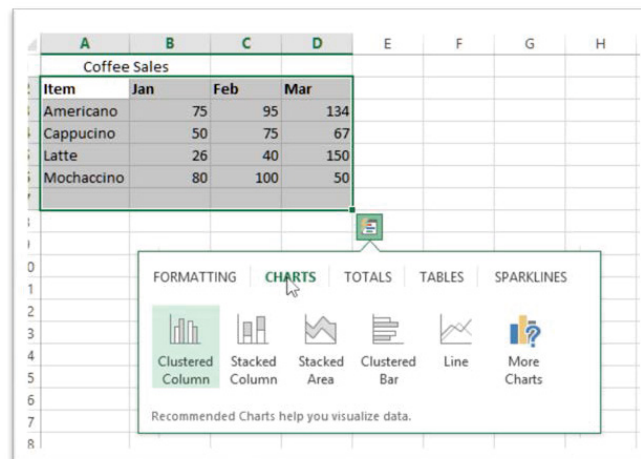 A B C D E F G H
Coffee Sales
Item Jan Feb Mar
Americano 75 95 134
Cappucino 50 75 67
Latte 26 40 150
Mochaccino 80 100 50
0
1
2
3
4
5
6
7
8
FORMATTING CHARTS TOTALS TABLES SPARKLINES
Clustered Column
Stacked Column
Stacked Area
Clustered Bar
Line
More Charts
Recommended Charts help you visualize data.